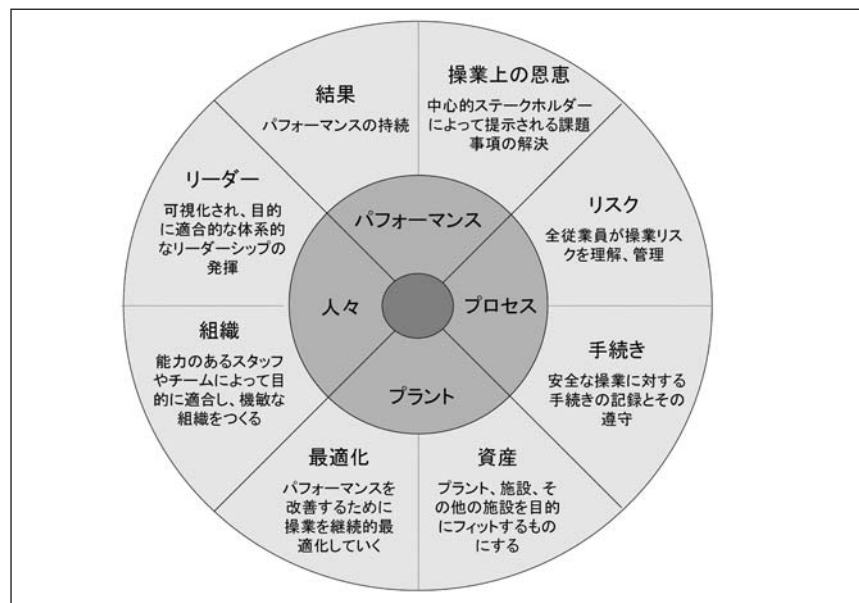 結果
パフォーマンスの持続
操業上の恩恵
中心的ステークホルダー
によって提示される課題
事項の解決
リーダー
可視化され、目的
に適合的な体系的
なリーダーシップの
発揮
リスク
全従業員が操業リス
クを理解、管理
パフォーマンス
人々
プロセス
プラント
組織
能力のあるスタッフ
やチームによって目
的に適合し、機敏な
組織をつくる
手続き
安全な操業に対する
手続きの記録とその
遵守
最適化
パフォーマンスを
改善するために
操業を継続的最
適化していく
資産
プラント、施設、そ
の他の施設を目的
にフィットするもの
にする